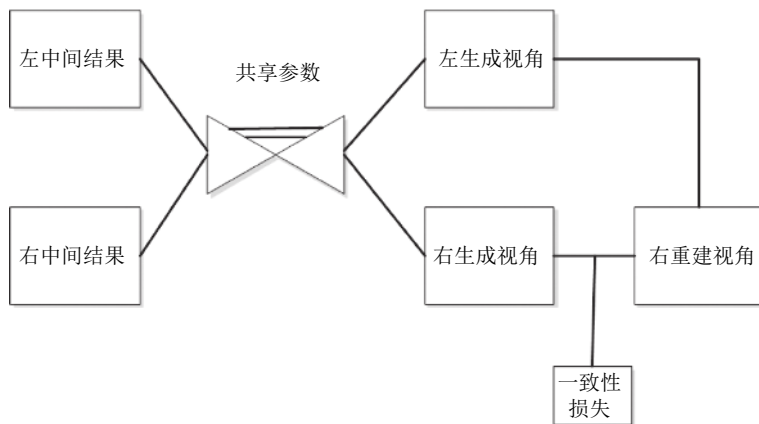 左中间结果
共享参数
左生成视角
右中间结果
右生成视角
右重建视角
一致性
损失